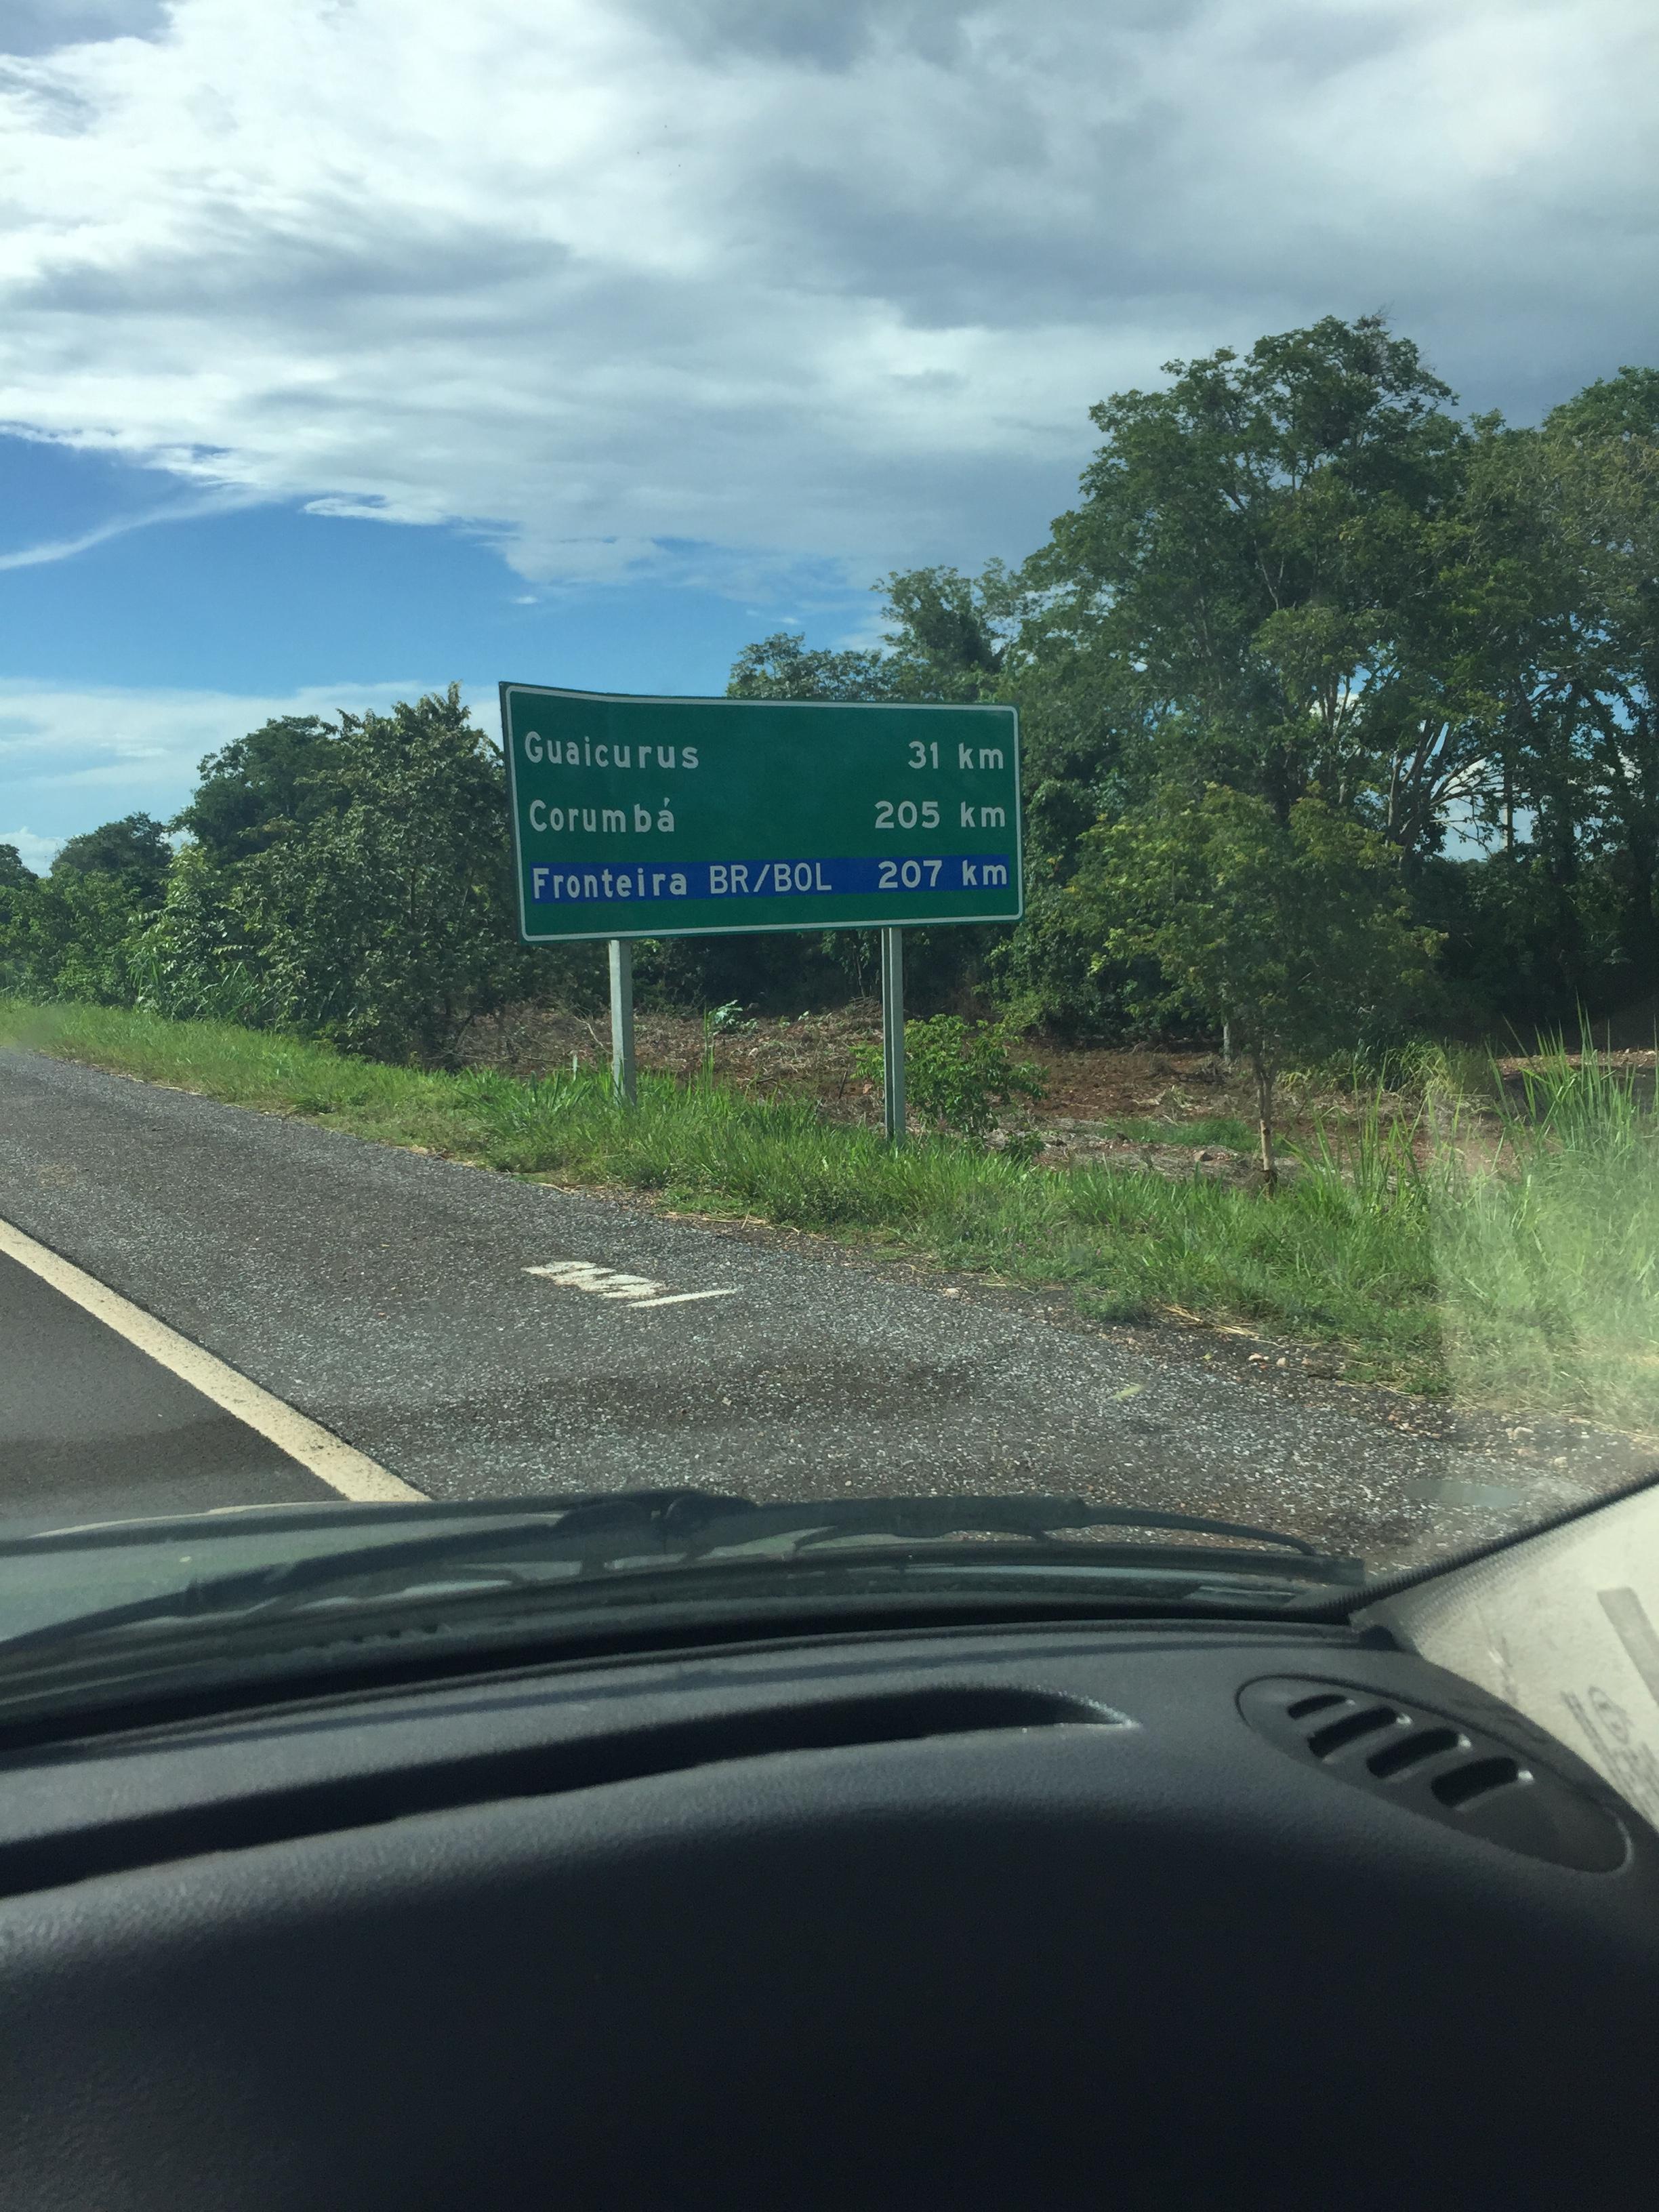 Guaicurus 31 km
Corumbá 205 km
Fronteira BR/BOL 207 km